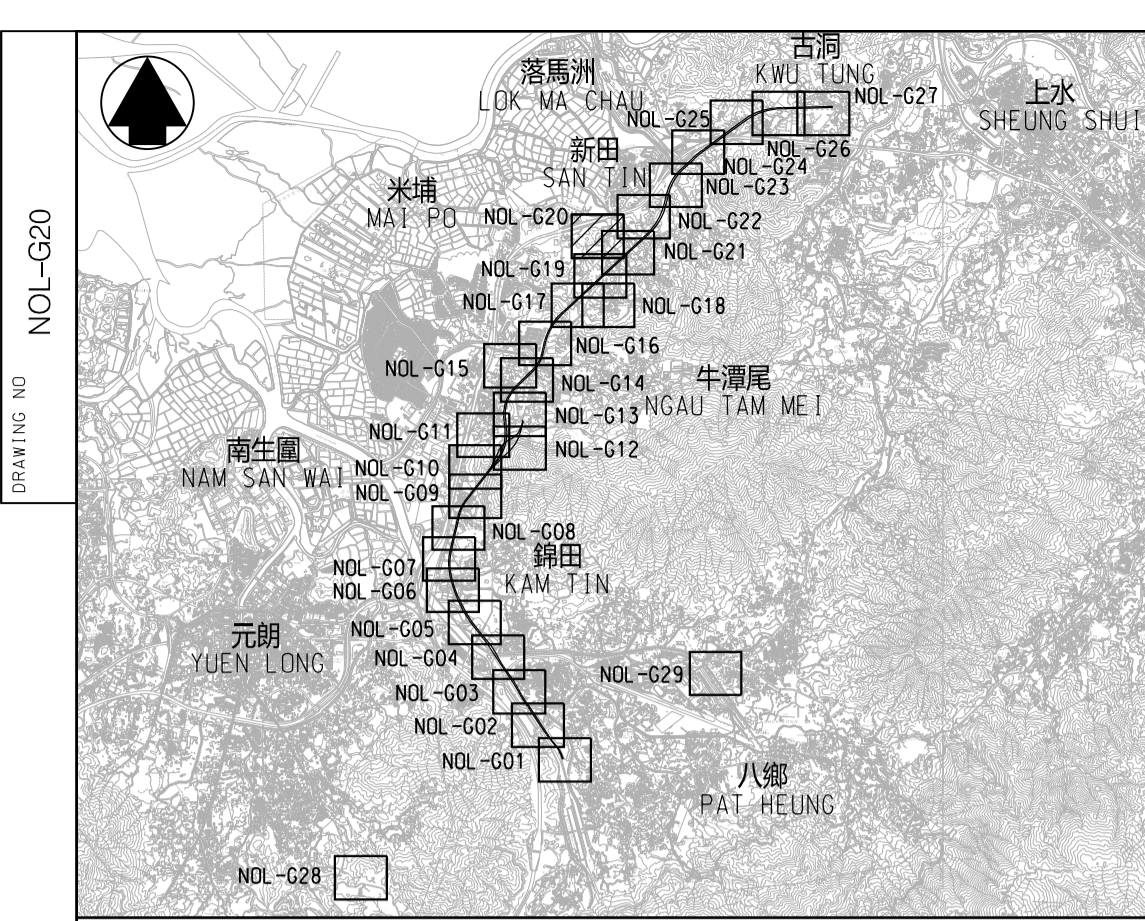 DRAWING NO
NOL-G20
古洞
KWU TUNG
落馬洲
LOK MA CHAU
上水
SHEUNG SHUI
NOL-G27
NOL-G25
NOL-G26
新田
SAN TIN
NOL-G24
NOL-G23
米埔
MAI PO
NOL-G20
NOL-G22
NOL-G21
NOL-G19
NOL-G17
NOL-G18
NOL-G16
NOL-G15
NOL-G14
牛潭尾
NGAU TAM MEI
NOL-G13
NOL-G11
NOL-G12
南生圍
NAM SAN WAI
NOL-G10
NOL-G09
NOL-G08
錦田
KAM TIN
NOL-G07
NOL-G06
元朗
YUEN LONG
NOL-G05
NOL-G04
NOL-G29
NOL-G03
NOL-G02
NOL-G01
八鄉
PAT HEUNG
NOL-G28